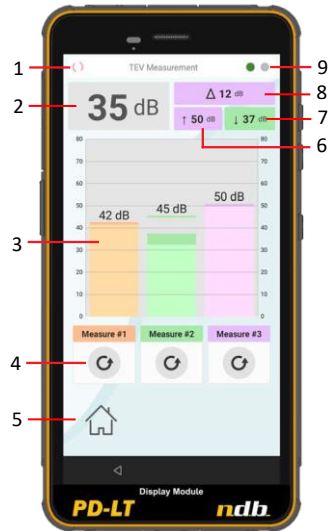 1
TEV Measurement
9
2
35 dB
Δ 12 dB
8
↑ 50 dB
↓ 37 dB
7
6
80
80
70
70
60
60
50 dB
50
50
42 dB
45 dB
40
40
3
30
30
20
20
10
10
0
0
Measure #1
Measure #2
Measure #3
4
5
Display Module
PD-LT
ndb